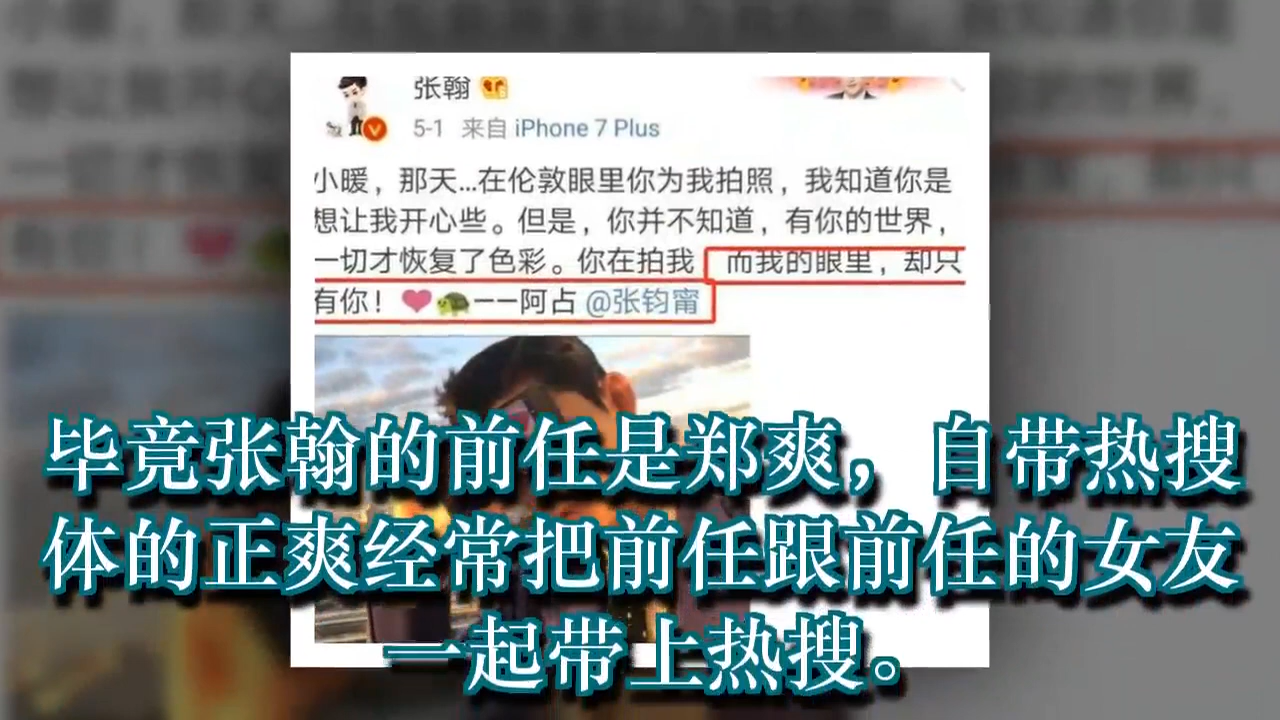 张翰
5-1 来自 iPhone 7 Plus
小暖，那天...在伦敦眼里你为我拍照，我知道你是
想让我开心些。但是，你并不知道，有你的世界，
一切才恢复了色彩。你在拍我 而我的眼里，却只
有你！❤🐢——阿占 @张钧甯
毕竟张翰的前任是郑爽，自带热搜
体的正爽经常把前任跟前任的女友
一起带上热搜。